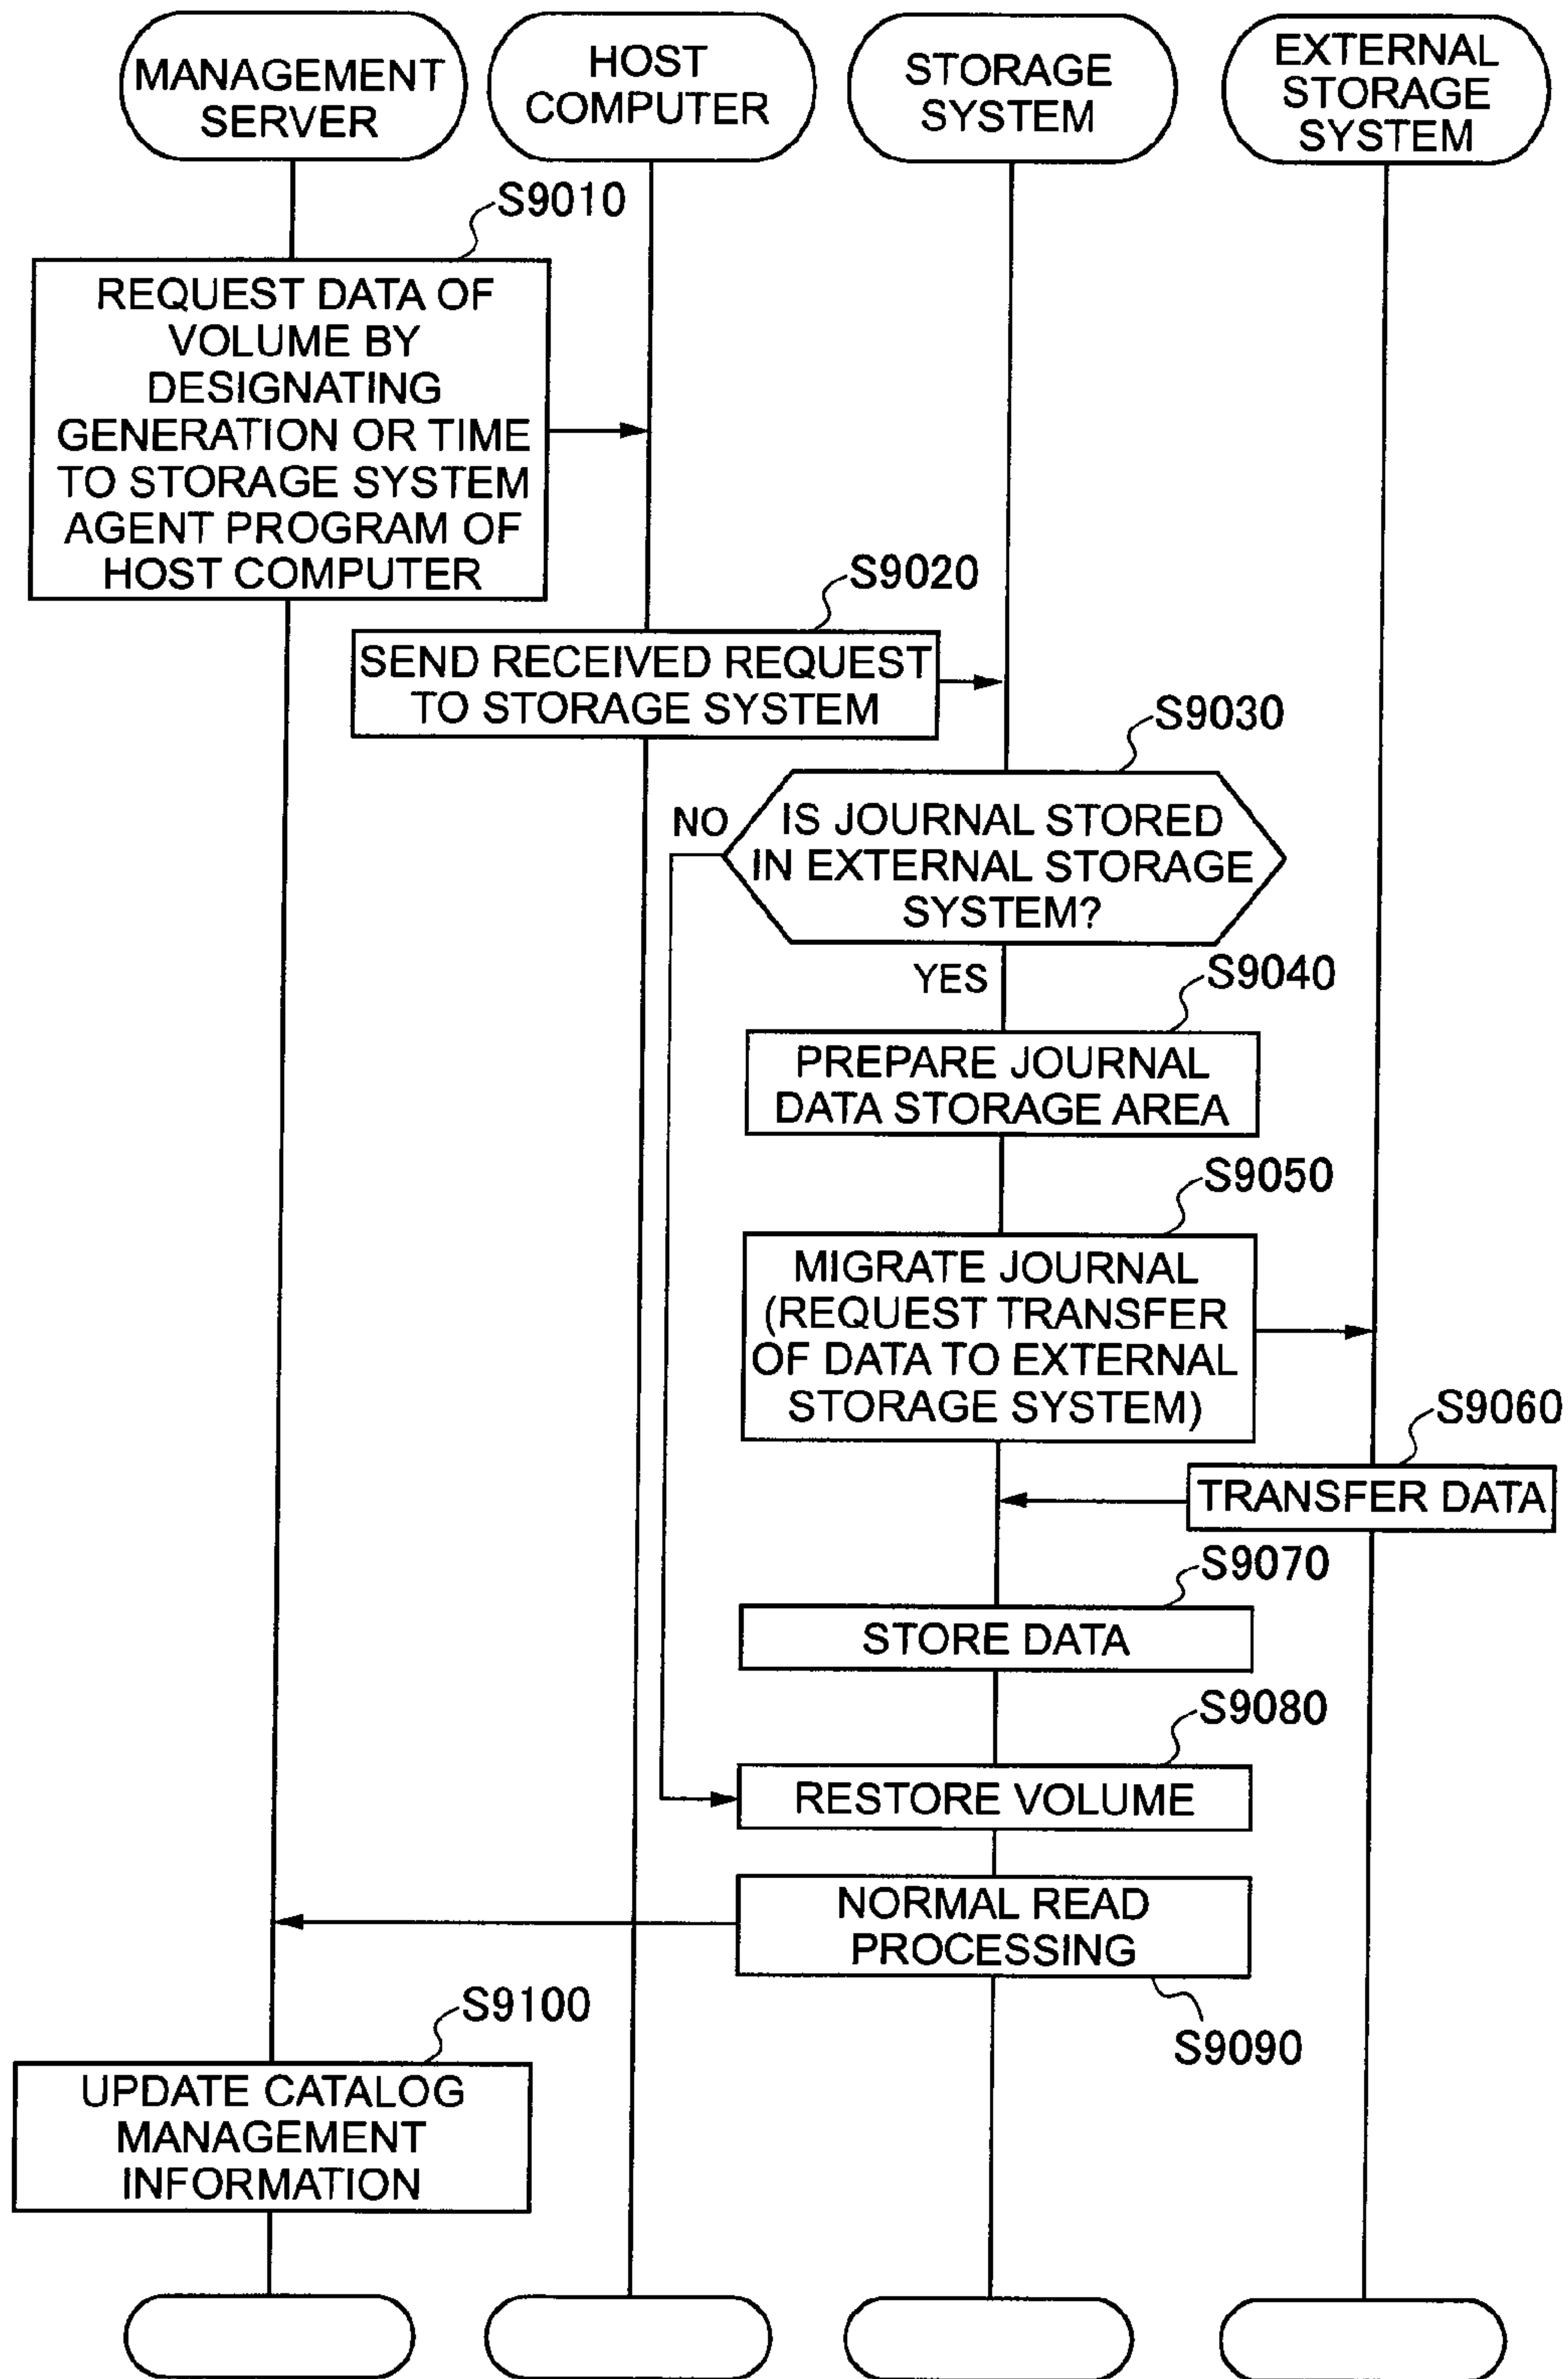 MANAGEMENT
SERVER
HOST
COMPUTER
STORAGE
SYSTEM
EXTERNAL
STORAGE
SYSTEM
S9010
REQUEST DATA OF
VOLUME BY
DESIGNATING
GENERATION OR TIME
TO STORAGE SYSTEM
AGENT PROGRAM OF
HOST COMPUTER
S9020
SEND RECEIVED REQUEST
TO STORAGE SYSTEM
S9030
NO
IS JOURNAL STORED
IN EXTERNAL STORAGE
SYSTEM?
YES
S9040
PREPARE JOURNAL
DATA STORAGE AREA
S9050
MIGRATE JOURNAL
(REQUEST TRANSFER
OF DATA TO EXTERNAL
STORAGE SYSTEM)
S9060
TRANSFER DATA
S9070
STORE DATA
S9080
RESTORE VOLUME
NORMAL READ
PROCESSING
S9090
S9100
UPDATE CATALOG
MANAGEMENT
INFORMATION